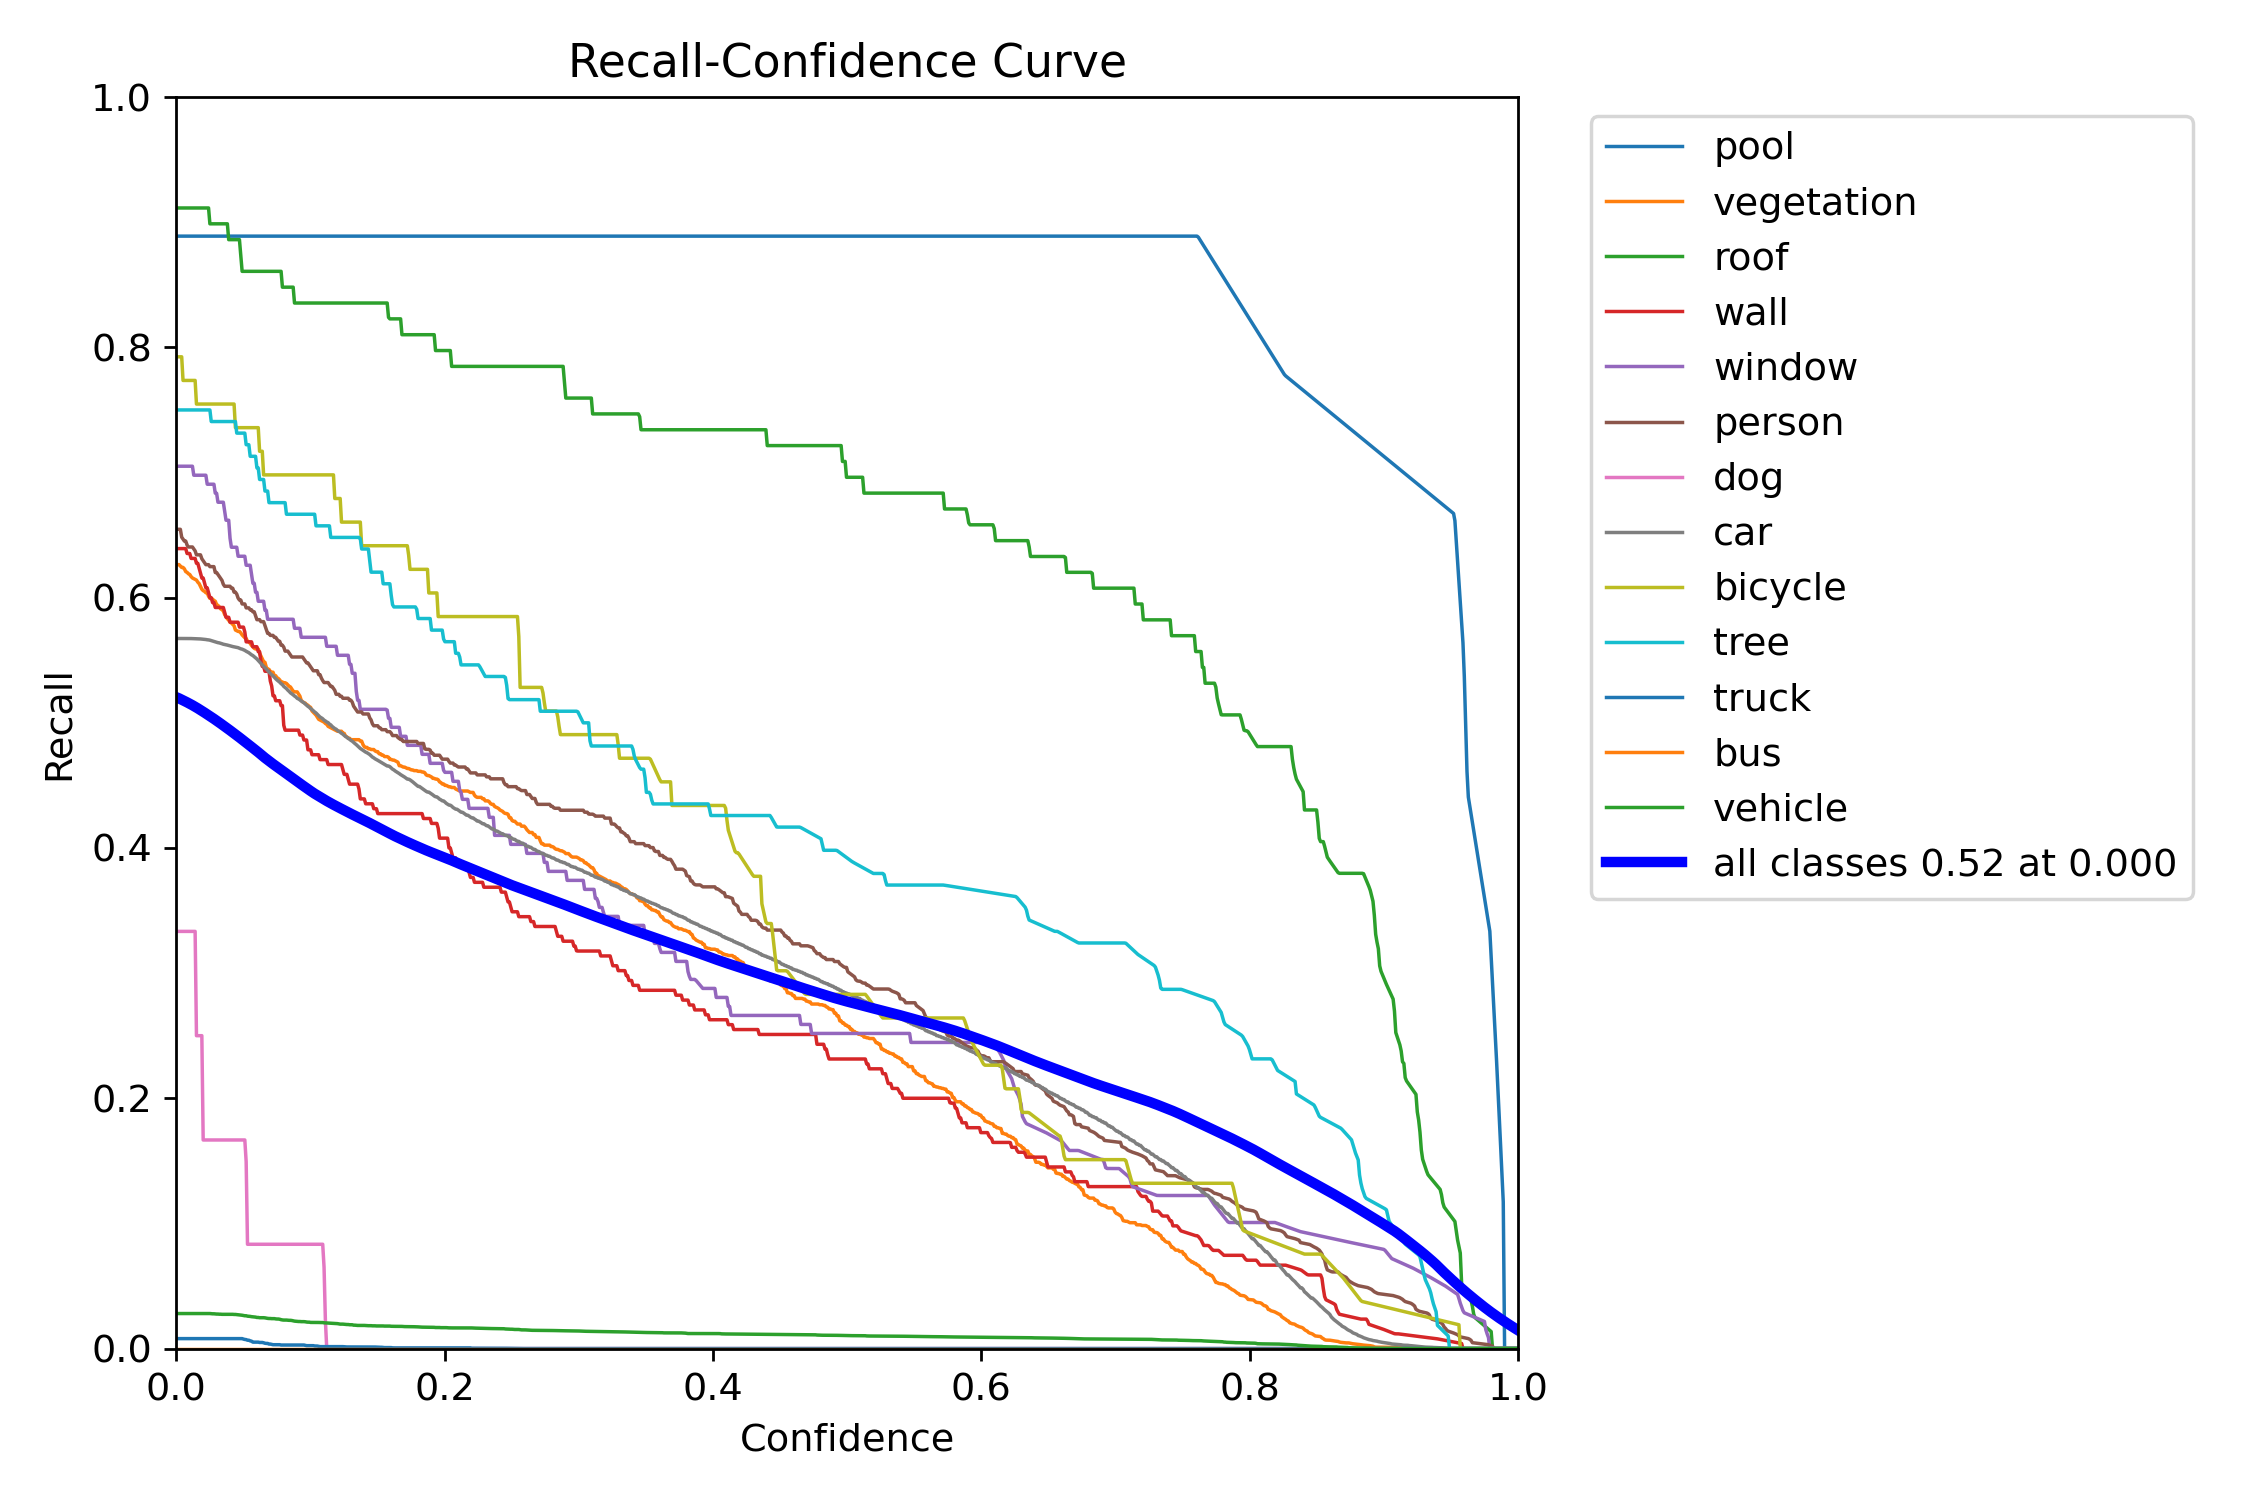 Recall-Confidence Curve
1.0
0.8
0.6
0.4
0.2
0.0
Recall
0.0 0.2 0.4 0.6 0.8 1.0
Confidence
pool
vegetation
roof
wall
window
person
dog
car
bicycle
tree
truck
bus
vehicle
all classes 0.52 at 0.000